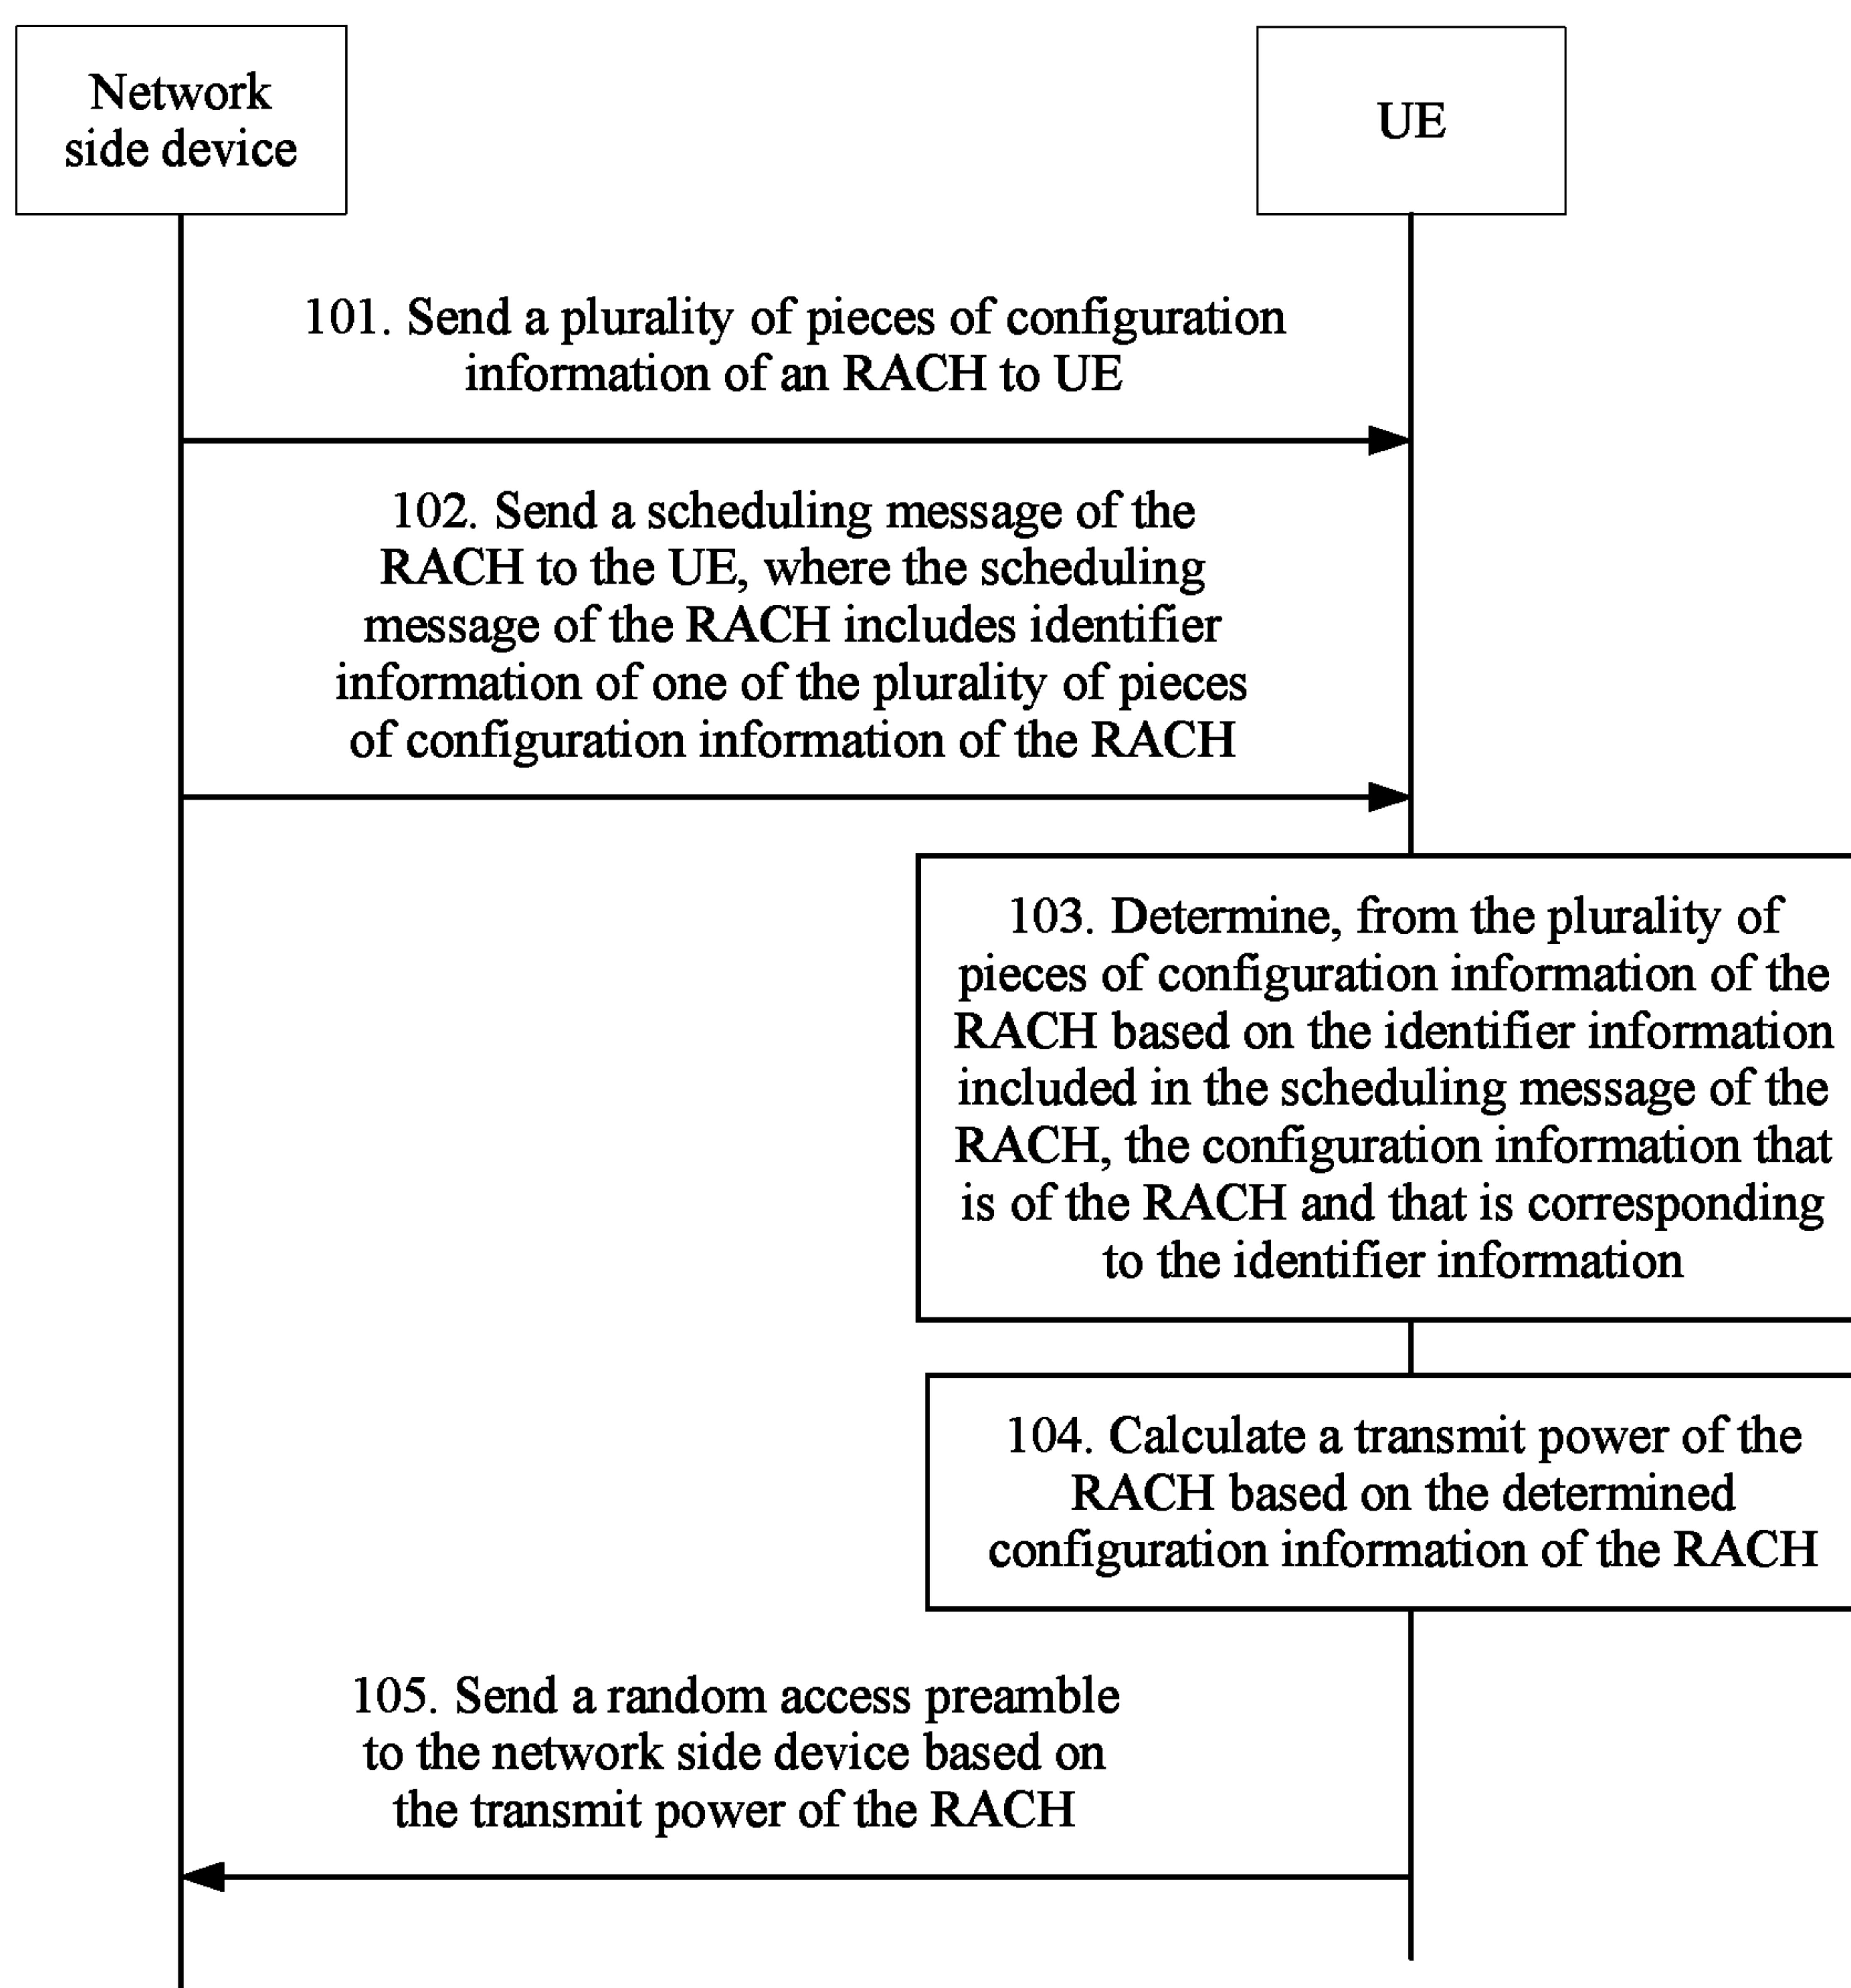 Network
side device
UE
101. Send a plurality of pieces of configuration
information of an RACH to UE
102. Send a scheduling message of the
RACH to the UE, where the scheduling
message of the RACH includes identifier
information of one of the plurality of pieces
of configuration information of the RACH
103. Determine, from the plurality of
pieces of configuration information of the
RACH based on the identifier information
included in the scheduling message of the
RACH, the configuration information that
is of the RACH and that is corresponding
to the identifier information
104. Calculate a transmit power of the
RACH based on the determined
configuration information of the RACH
105. Send a random access preamble
to the network side device based on
the transmit power of the RACH